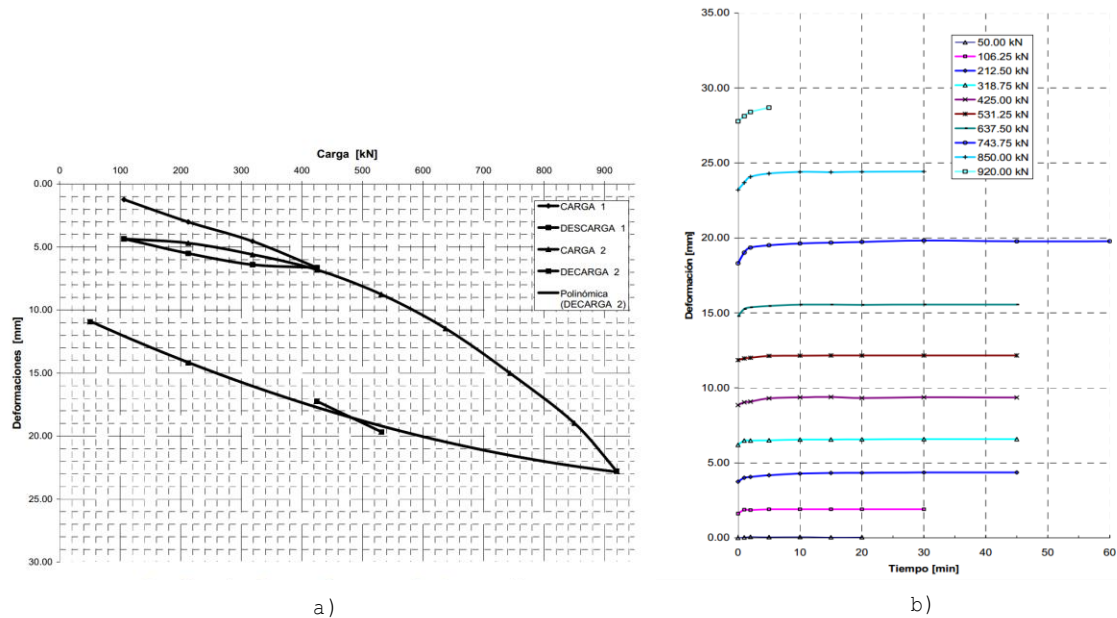 Carga [kN]
0 100 200 300 400 500 600 700 800 900
0.00
5.00
10.00
15.00
20.00
25.00
30.00
Deformaciones [mm]
CARGA 1
DESCARGA 1
CARGA 2
DECARGA 2
Polinómica
(DECARGA 2)
a)
35.00
30.00
25.00
20.00
15.00
10.00
5.00
0.00
Deformación [mm]
50.00 kN
106.25 kN
212.50 kN
318.75 kN
425.00 kN
531.25 kN
637.50 kN
743.75 kN
850.00 kN
920.00 kN
0 10 20 30 40 50 60
Tiempo [min]
b)